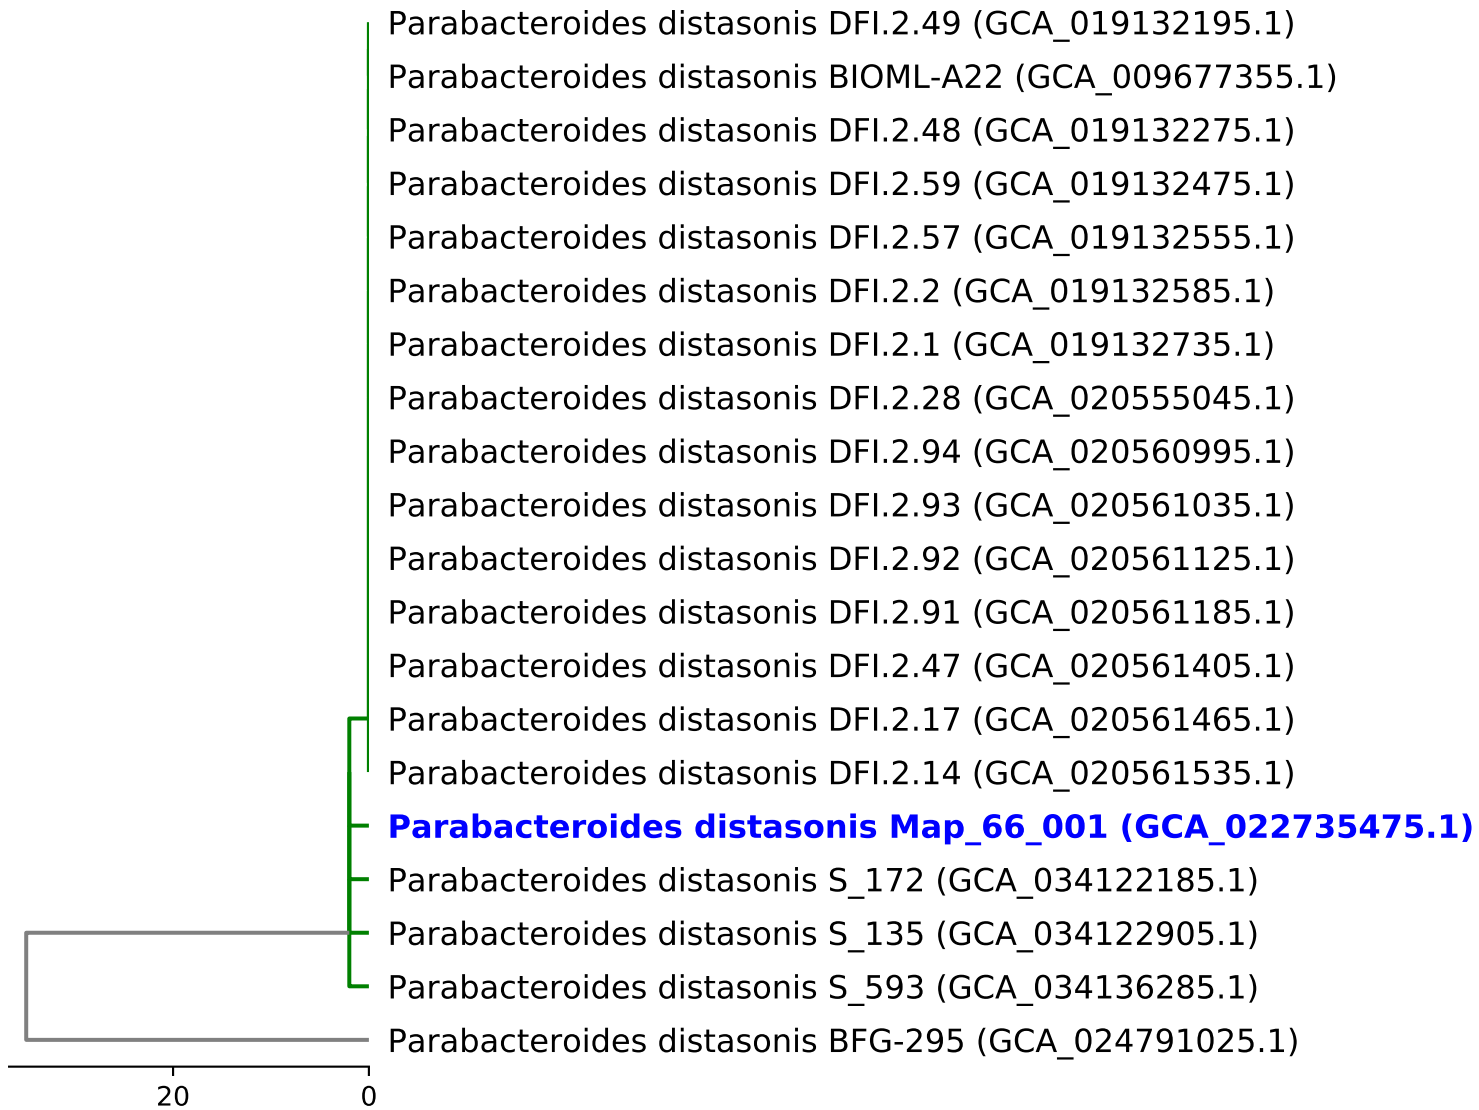 Parabacteroides distasonis DFI.2.49 (GCA_019132195.1)
Parabacteroides distasonis BIOML-A22 (GCA_009677355.1)
Parabacteroides distasonis DFI.2.48 (GCA_019132275.1)
Parabacteroides distasonis DFI.2.59 (GCA_019132475.1)
Parabacteroides distasonis DFI.2.57 (GCA_019132555.1)
Parabacteroides distasonis DFI.2.2 (GCA_019132585.1)
Parabacteroides distasonis DFI.2.1 (GCA_019132735.1)
Parabacteroides distasonis DFI.2.28 (GCA_020555045.1)
Parabacteroides distasonis DFI.2.94 (GCA_020560995.1)
Parabacteroides distasonis DFI.2.93 (GCA_020561035.1)
Parabacteroides distasonis DFI.2.92 (GCA_020561125.1)
Parabacteroides distasonis DFI.2.91 (GCA_020561185.1)
Parabacteroides distasonis DFI.2.47 (GCA_020561405.1)
Parabacteroides distasonis DFI.2.17 (GCA_020561465.1)
Parabacteroides distasonis DFI.2.14 (GCA_020561535.1)
Parabacteroides distasonis Map_66_001 (GCA_022735475.1)
Parabacteroides distasonis S_172 (GCA_034122185.1)
Parabacteroides distasonis S_135 (GCA_034122905.1)
Parabacteroides distasonis S_593 (GCA_034136285.1)
Parabacteroides distasonis BFG-295 (GCA_024791025.1)
20 0